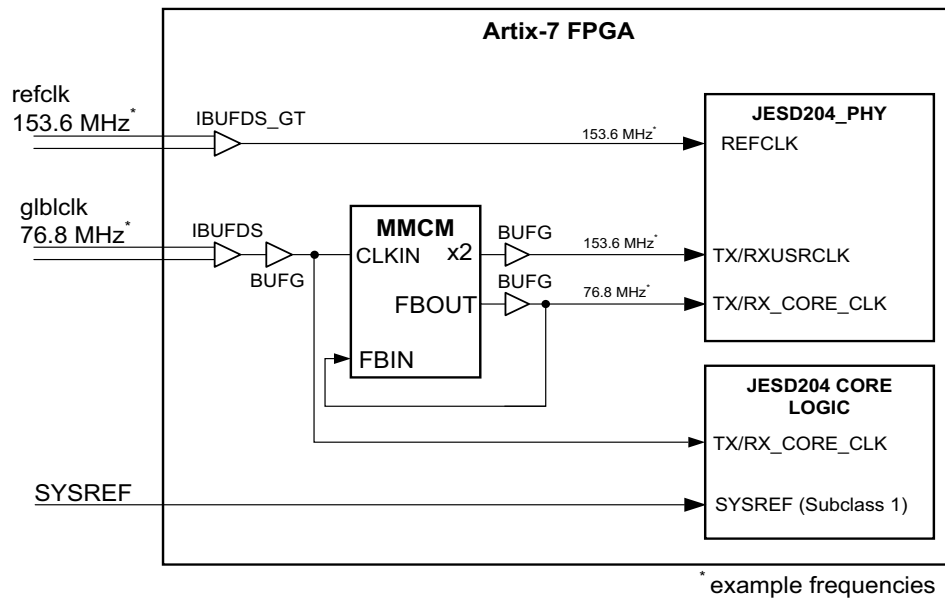 Artix-7 FPGA
refclk
153.6 MHz*
IBUFDS_GT
153.6 MHz*
JESD204_PHY
REFCLK
glblclk
76.8 MHz*
IBUFDS
BUFG
MMCM
CLKIN
x2
FBOUT
FBIN
BUFG
153.6 MHz*
TX/RXUSRCLK
BUFG
76.8 MHz*
TX/RX_CORE_CLK
JESD204 CORE
LOGIC
TX/RX_CORE_CLK
SYSREF
SYSREF (Subclass 1)
* example frequencies